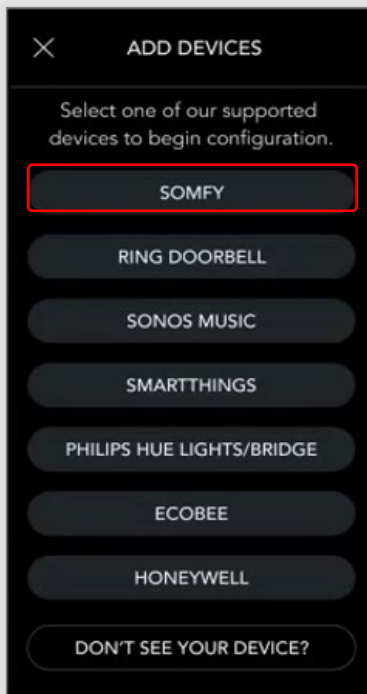 ADD DEVICES
Select one of our supported
devices to begin configuration.
SOMFY
RING DOORBELL
SONOS MUSIC
SMARTTHINGS
PHILIPS HUE LIGHTS/BRIDGE
ECOBEE
HONEYWELL
DON'T SEE YOUR DEVICE?